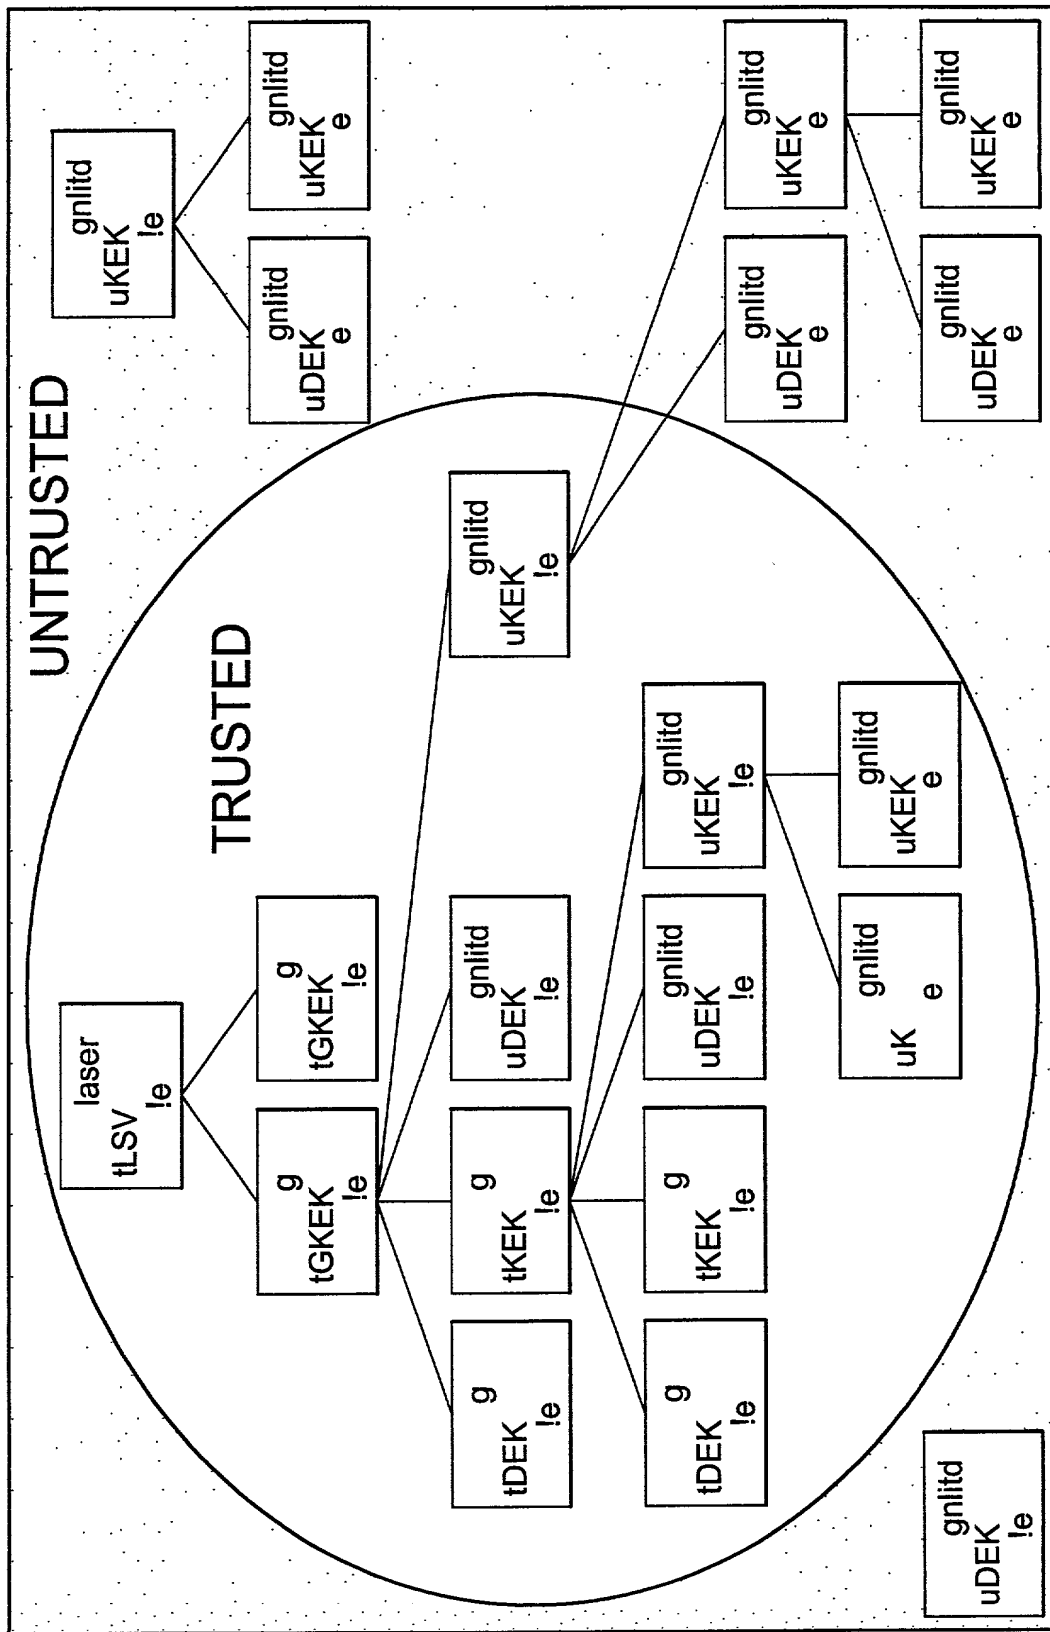 UNTRUSTED
laser
tLSV
!e
gnlitd
uKEK
!e
TRUSTED
g
tGKEK
!e
g
tGKEK
!e
gnlitd
uDEK
e
gnlitd
uKEK
e
g
tDEK
!e
g
tKEK
!e
gnlitd
uDEK
!e
gnlitd
uKEK
!e
g
tDEK
!e
g
tKEK
!e
gnlitd
uDEK
!e
gnlitd
uKEK
!e
gnlitd
uDEK
e
gnlitd
uKEK
e
gnlitd
uK
e
gnlitd
uKEK
e
gnlitd
uDEK
!e
gnlitd
uDEK
e
gnlitd
uKEK
e